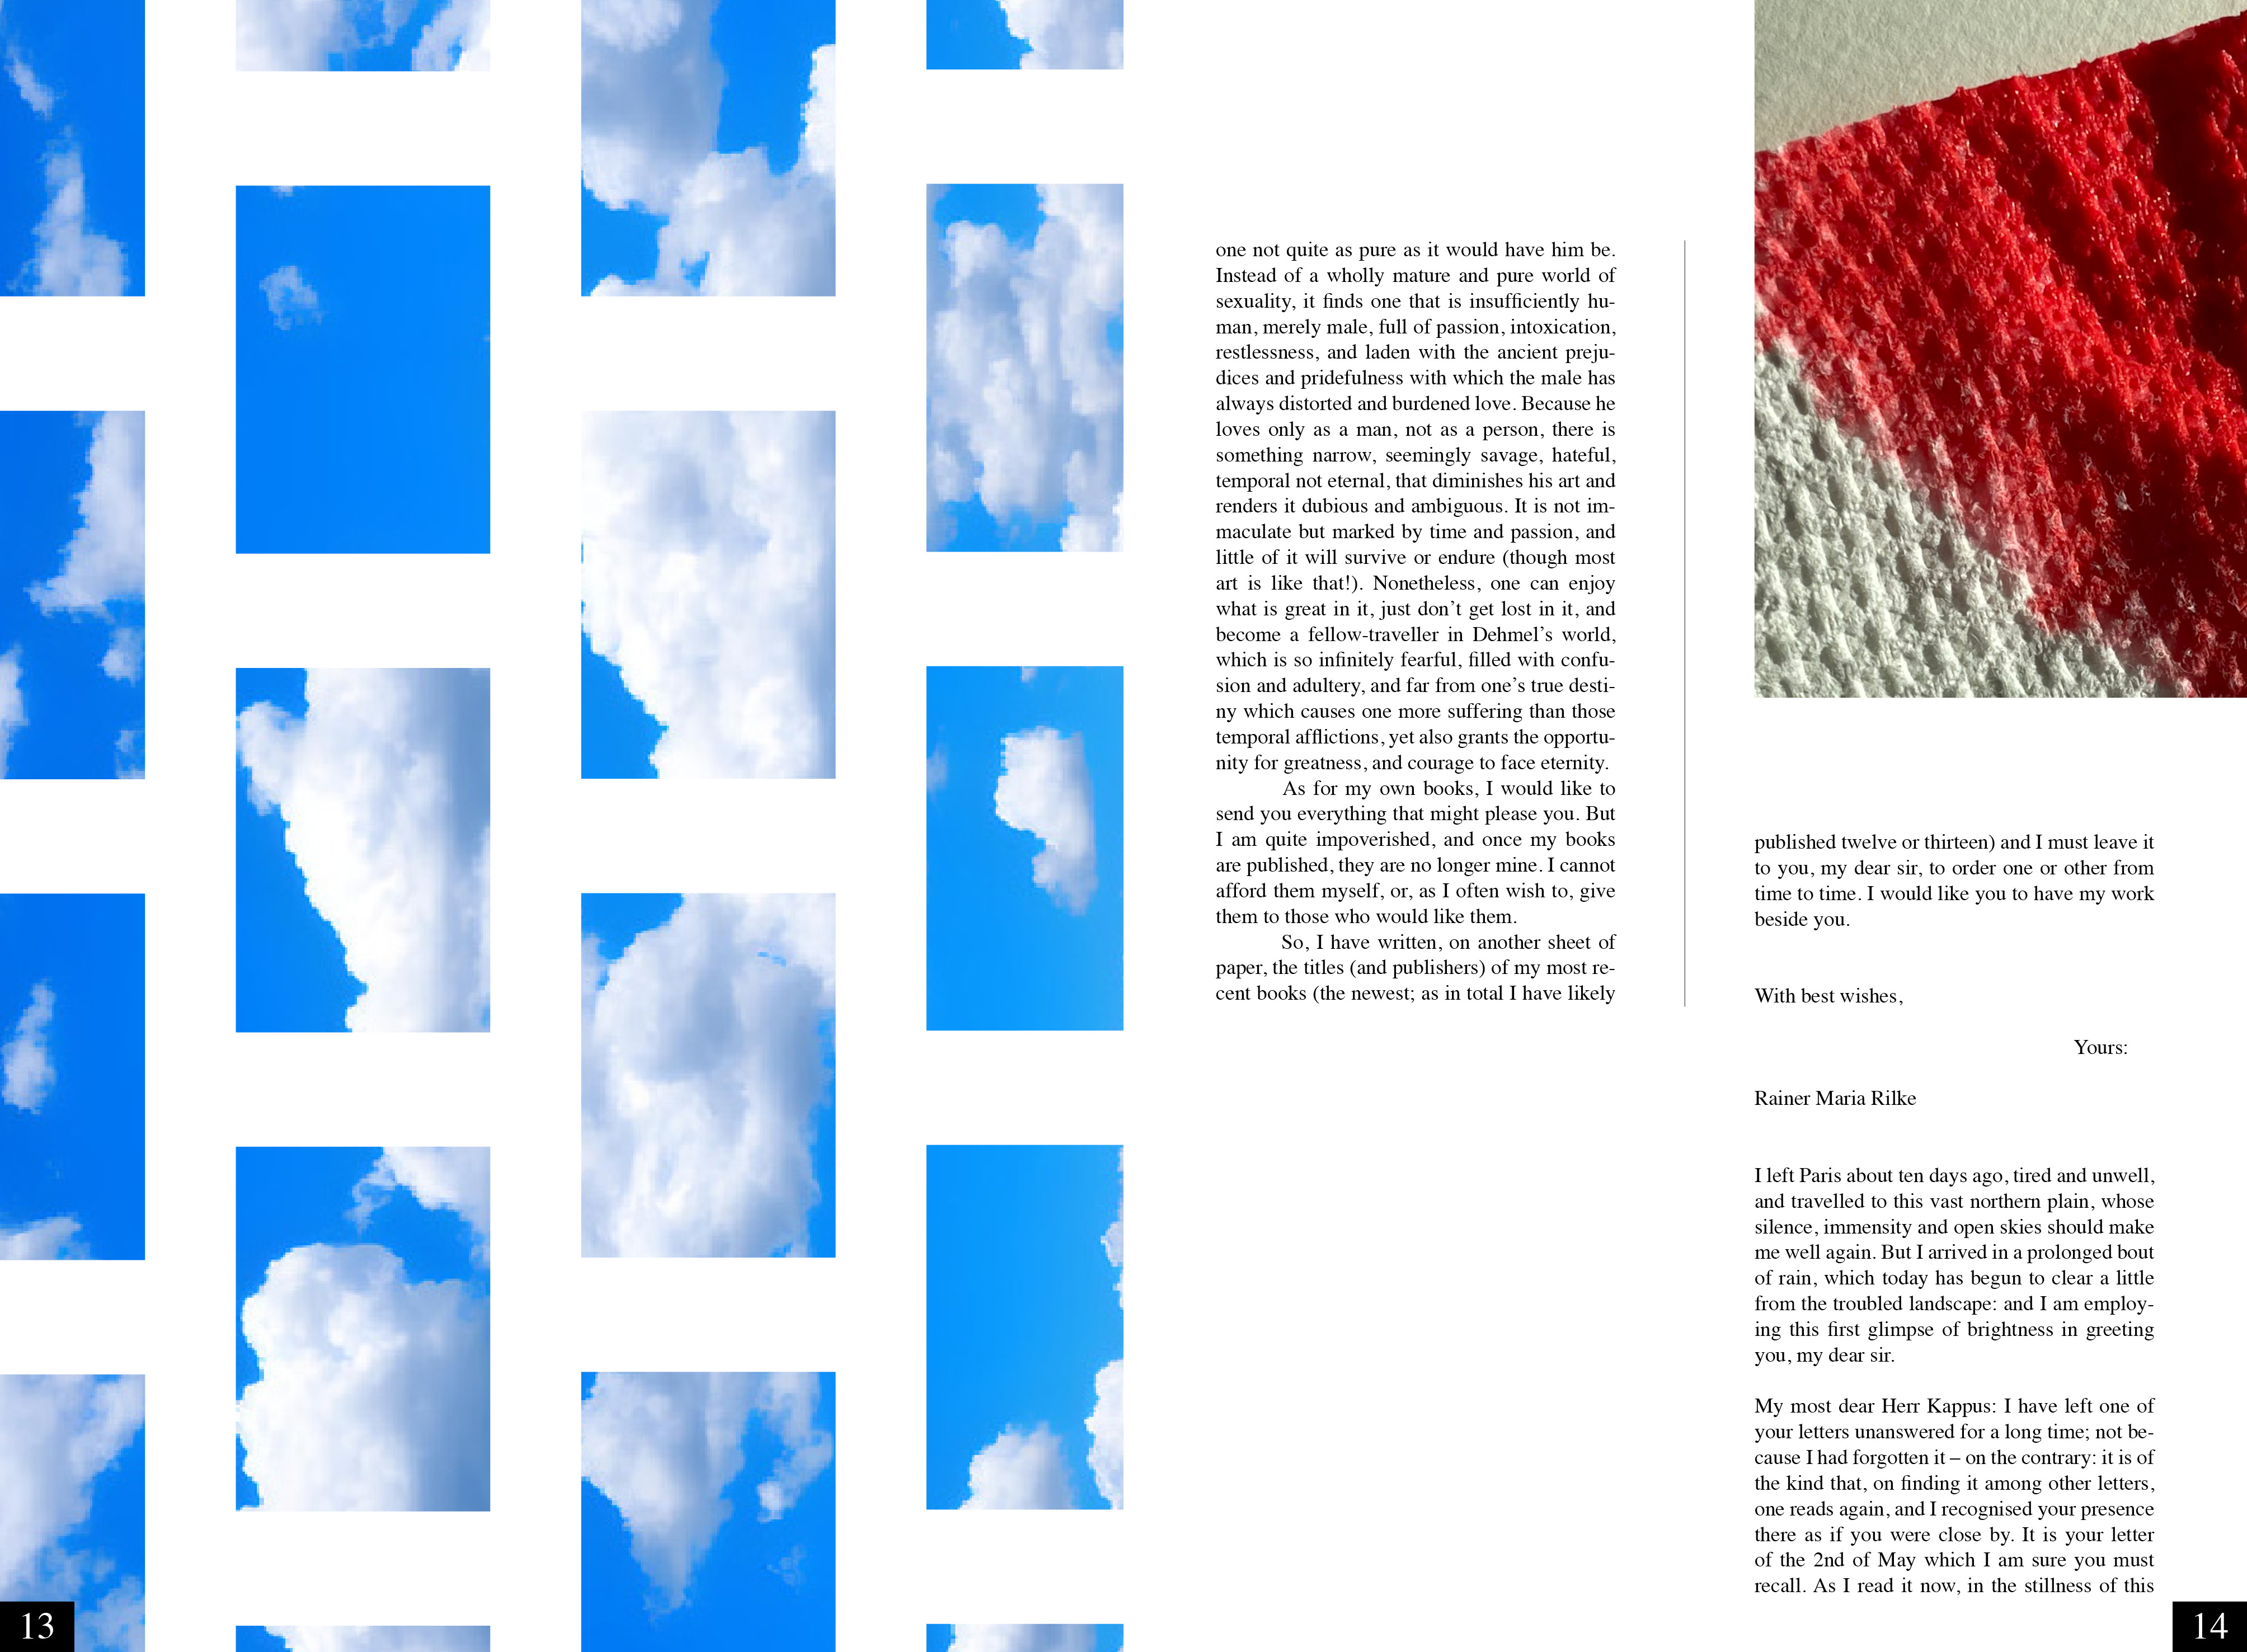 one not quite as pure as it would have him be.
Instead of a wholly mature and pure world of
sexuality, it finds one that is insufficiently hu-
man, merely male, full of passion, intoxication,
restlessness, and laden with the ancient preju-
dices and pridefulness with which the male has
always distorted and burdened love. Because he
loves only as a man, not as a person, there is
something narrow, seemingly savage, hateful,
temporal not eternal, that diminishes his art and
renders it dubious and ambiguous. It is not im-
maculate but marked by time and passion, and
little of it will survive or endure (though most
art is like that!). Nonetheless, one can enjoy
what is great in it, just don’t get lost in it, and
become a fellow-traveller in Dehmel’s world,
which is so infinitely fearful, filled with confu-
sion and adultery, and far from one’s true desti-
ny which causes one more suffering than those
temporal afflictions, yet also grants the opportu-
nity for greatness, and courage to face eternity.
As for my own books, I would like to
send you everything that might please you. But
I am quite impoverished, and once my books
are published, they are no longer mine. I cannot
afford them myself, or, as I often wish to, give
them to those who would like them.
So, I have written, on another sheet of
paper, the titles (and publishers) of my most re-
cent books (the newest; as in total I have likely
published twelve or thirteen) and I must leave it
to you, my dear sir, to order one or other from
time to time. I would like you to have my work
beside you.
With best wishes,
Yours:
Rainer Maria Rilke
I left Paris about ten days ago, tired and unwell,
and travelled to this vast northern plain, whose
silence, immensity and open skies should make
me well again. But I arrived in a prolonged bout
of rain, which today has begun to clear a little
from the troubled landscape: and I am employ-
ing this first glimpse of brightness in greeting
you, my dear sir.
My most dear Herr Kappus: I have left one of
your letters unanswered for a long time; not be-
cause I had forgotten it – on the contrary: it is of
the kind that, on finding it among other letters,
one reads again, and I recognised your presence
there as if you were close by. It is your letter
of the 2nd of May which I am sure you must
recall. As I read it now, in the stillness of this
13
14